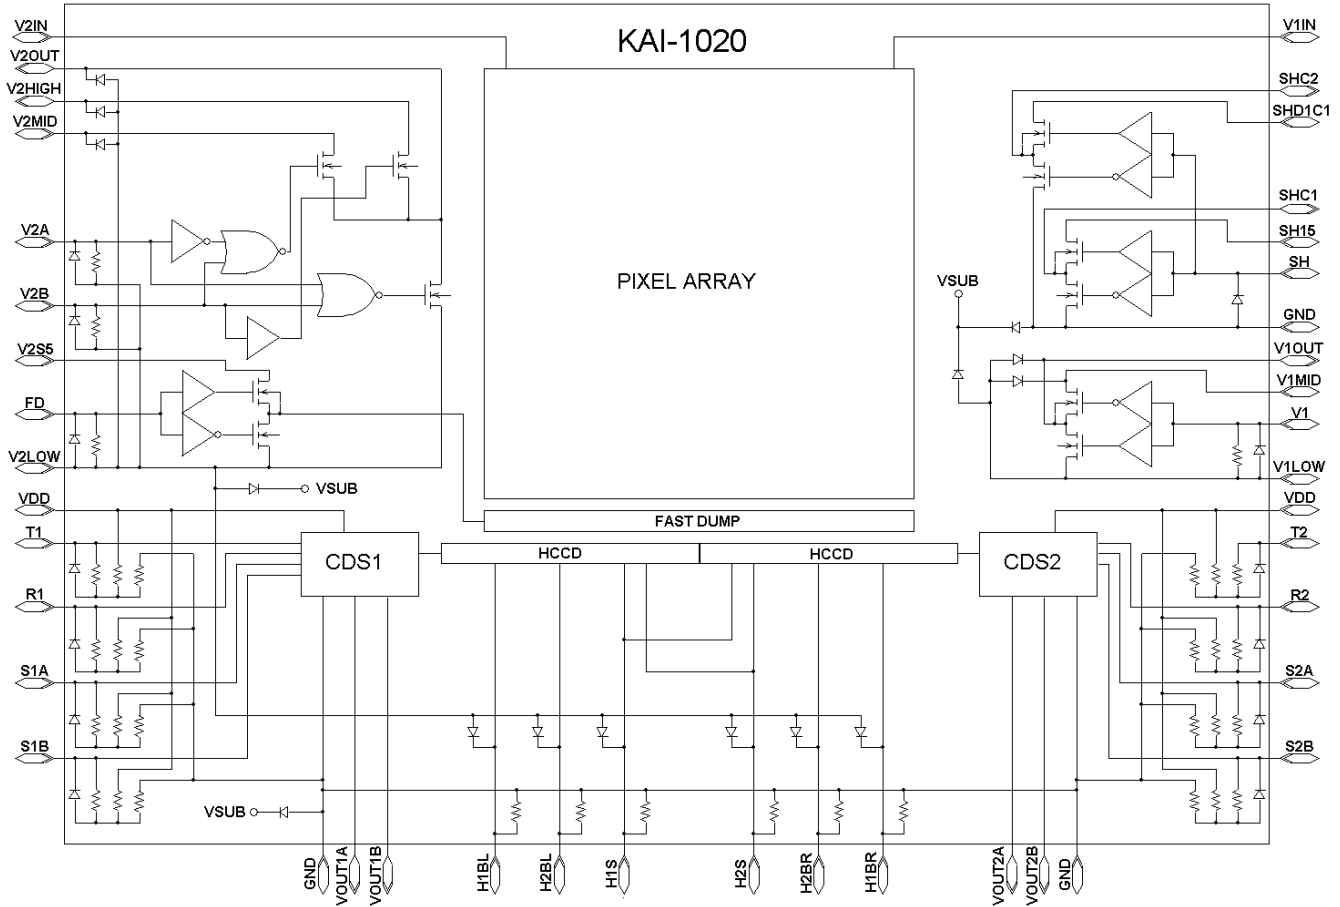 KAI-1020
V2IN
V2OUT
V2HIGH
V2MID
V2A
V2B
V2S5
FD
V2LOW
VDD
T1
R1
S1A
S1B
V1IN
SHC2
SHD1C1
SHC1
SH15
SH
GND
V1OUT
V1MID
V1
V1LOW
VDD
T2
R2
S2A
S2B
PIXEL ARRAY
VSUB
VSUB
FAST DUMP
CDS1
HCCD
HCCD
CDS2
VSUB
GND
VOUT1A
VOUT1B
H1BL
H2BL
H1S
H2S
H2BR
H1BR
VOUT2A
VOUT2B
GND